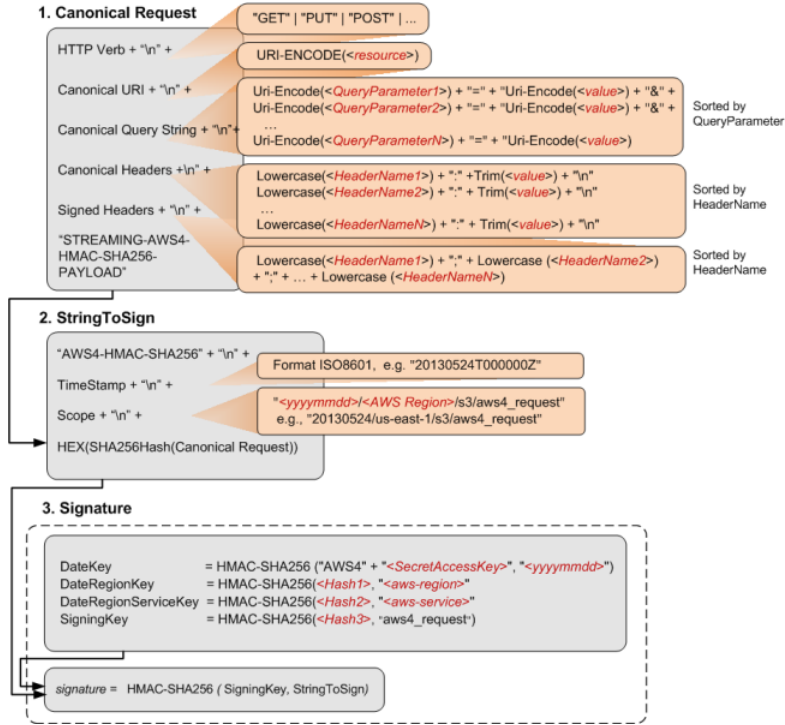 1. Canonical Request
"GET" | "PUT" | "POST" | ...
HTTP Verb + “\n” +
URI-ENCODE(<resource>)
Canonical URI + “\n” +
Uri-Encode(<QueryParameter1>) + "=" + "Uri-Encode(<value>) + "&" +
Uri-Encode(<QueryParameter2>) + "=" + "Uri-Encode(<value>) + "&" +
...
Uri-Encode(<QueryParameterN>) + "=" + "Uri-Encode(<value>)
Sorted by
QueryParameter
Canonical Query String + “\n”+
Canonical Headers +\n” +
Lowercase(<HeaderName1>) + ":" +Trim(<value>) + "\n"
Lowercase(<HeaderName2>) + ":" + Trim(<value>) + "\n"
...
Lowercase(<HeaderNameN>) + ":" + Trim(<value>) + "\n"
Sorted by
HeaderName
Signed Headers + “\n” +
“STREAMING-AWS4-
HMAC-SHA256-
PAYLOAD”
Lowercase(<HeaderName1>) + ";" + Lowercase (<HeaderName2>)
+ ";" + ... + Lowercase (<HeaderNameN>)
Sorted by
HeaderName
2. StringToSign
“AWS4-HMAC-SHA256” + “\n” +
Format ISO8601, e.g. "20130524T000000Z”
TimeStamp + “\n” +
"<yyyymmdd>/<AWS Region>/s3/aws4_request"
e.g., "20130524/us-east-1/s3/aws4_request"
Scope + “\n” +
HEX(SHA256Hash(Canonical Request))
3. Signature
DateKey = HMAC-SHA256 ("AWS4" + "<SecretAccessKey>", "<yyyymmdd>”)
DateRegionKey = HMAC-SHA256(<Hash1>, "<aws-region>"
DateRegionServiceKey = HMAC-SHA256(<Hash2>, "<aws-service>"
SigningKey = HMAC-SHA256(<Hash3>, "aws4_request”)
signature = HMAC-SHA256 ( SigningKey, StringToSign)